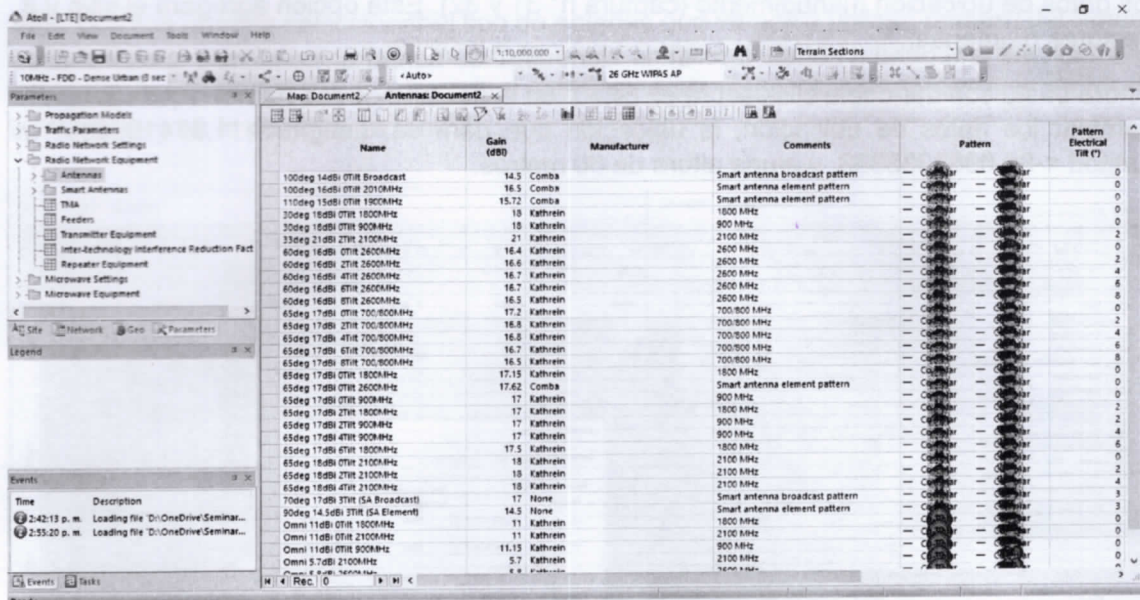 Atoll - [LTE] Document2
File Edit View Document Tools Window Help
1:10,000,000 Terrain Sections
10MHz - FDD - Dense Urban (3 sec <Auto> 26 GHz WIPAS AP
Parameters
Propagation Models
Traffic Parameters
Radio Network Settings
Radio Network Equipment
Antennas
Smart Antennas
TMA
Feeders
Transmitter Equipment
Inter-technology Interference Reduction Fact
Repeater Equipment
Microwave Settings
Microwave Equipment
Site Network Geo Parameters
Legend
Events
Time Description
2:42:13 p. m. Loading file "D:\OneDrive\Seminar...
2:55:20 p. m. Loading file "D:\OneDrive\Seminar...
Events Tasks
Map: Document2 Antennas: Document2
Name Gain (dBi) Manufacturer Comments Pattern Pattern Electrical Tilt (°)
100deg 14dBi 0Tilt Broadcast 14.5 Comba Smart antenna broadcast pattern 0
100deg 16dBi 0Tilt 2010MHz 16.5 Comba Smart antenna element pattern 0
110deg 15dBi 0Tilt 1900MHz 15.72 Comba Smart antenna element pattern 0
30deg 18dBi 0Tilt 1800MHz 18 Kathrein 1800 MHz 0
30deg 18dBi 0Tilt 900MHz 18 Kathrein 900 MHz 0
33deg 21dBi 2Tilt 2100MHz 21 Kathrein 2100 MHz 2
60deg 16dBi 0Tilt 2600MHz 16.4 Kathrein 2600 MHz 0
60deg 16dBi 2Tilt 2600MHz 16.6 Kathrein 2600 MHz 2
60deg 16dBi 4Tilt 2600MHz 16.7 Kathrein 2600 MHz 4
60deg 16dBi 6Tilt 2600MHz 16.7 Kathrein 2600 MHz 6
60deg 16dBi 8Tilt 2600MHz 16.5 Kathrein 2600 MHz 8
65deg 17dBi 0Tilt 700/800MHz 17.2 Kathrein 700/800 MHz 0
65deg 17dBi 2Tilt 700/800MHz 16.8 Kathrein 700/800 MHz 2
65deg 17dBi 4Tilt 700/800MHz 16.8 Kathrein 700/800 MHz 4
65deg 17dBi 6Tilt 700/800MHz 16.7 Kathrein 700/800 MHz 6
65deg 17dBi 8Tilt 700/800MHz 16.5 Kathrein 700/800 MHz 8
65deg 17dBi 0Tilt 1800MHz 17.15 Kathrein 1800 MHz 0
65deg 17dBi 0Tilt 2600MHz 17.62 Comba Smart antenna element pattern 0
65deg 17dBi 0Tilt 900MHz 17 Kathrein 900 MHz 0
65deg 17dBi 2Tilt 1800MHz 17 Kathrein 1800 MHz 2
65deg 17dBi 2Tilt 900MHz 17 Kathrein 900 MHz 2
65deg 17dBi 4Tilt 900MHz 17 Kathrein 900 MHz 4
65deg 17dBi 6Tilt 1800MHz 17.5 Kathrein 1800 MHz 6
65deg 18dBi 0Tilt 2100MHz 18 Kathrein 2100 MHz 0
65deg 18dBi 2Tilt 2100MHz 18 Kathrein 2100 MHz 2
65deg 18dBi 4Tilt 2100MHz 18 Kathrein 2100 MHz 4
70deg 17dBi 3Tilt (SA Broadcast) 17 None Smart antenna broadcast pattern 3
90deg 14.5dBi 3Tilt (SA Element) 14.5 None Smart antenna element pattern 3
Omni 11dBi 0Tilt 1800MHz 11 Kathrein 1800 MHz 0
Omni 11dBi 0Tilt 2100MHz 11 Kathrein 2100 MHz 0
Omni 11dBi 0Tilt 900MHz 11.15 Kathrein 900 MHz 0
Omni 5.7dBi 2100MHz 5.7 Kathrein 2100 MHz 0
Rec. 0